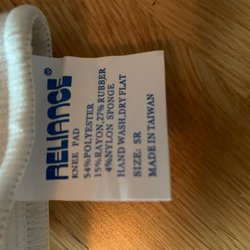 RELIANCE®
KNEE PAD
54%POLYESTER
15%RAYON,27%RUBBER
4%NYLON SPONGE
HAND WASH,DRY FLAT
SIZE: SR
MADE IN TAIWAN